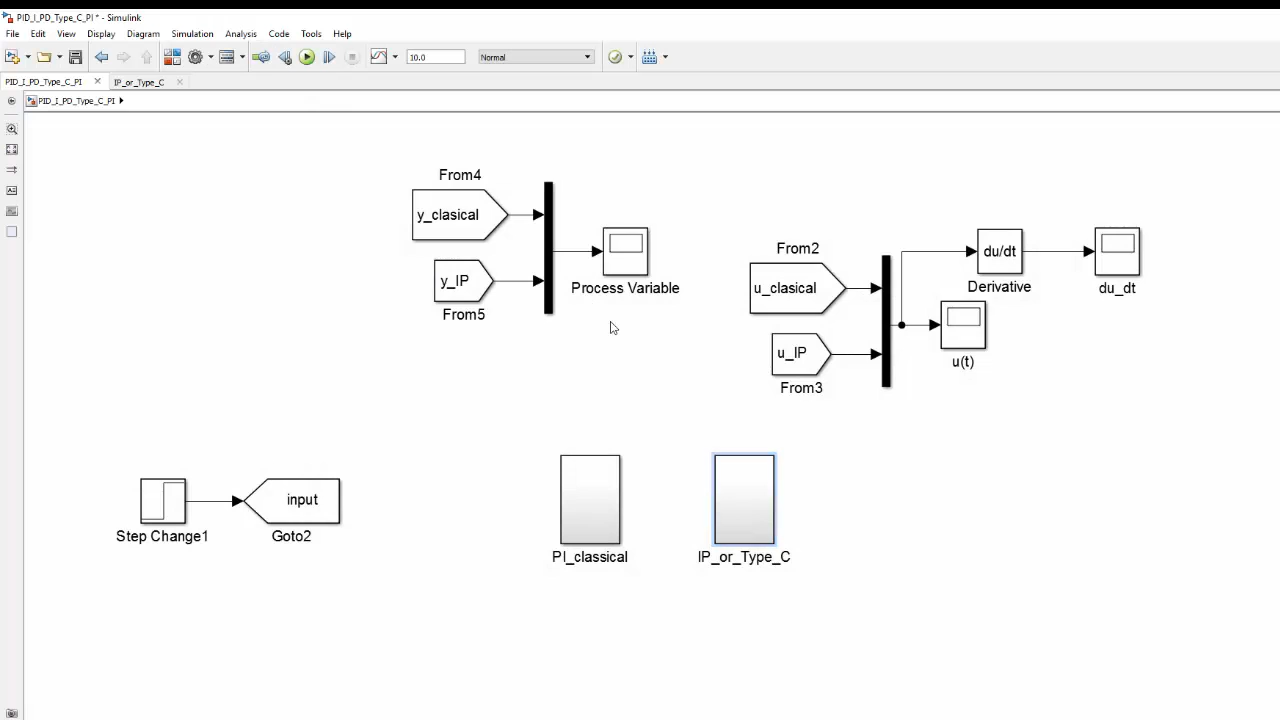 PID_I_PD_Type_C_PI * - Simulink
File Edit View Display Diagram Simulation Analysis Code Tools Help
10.0 Normal
PID_I_PD_Type_C_PI IP_or_Type_C
PID_I_PD_Type_C_PI
From4
y_clasical
y_IP
From5
Process Variable
From2
u_clasical
u_IP
From3
du/dt
Derivative
du_dt
u(t)
Step Change1
input
Goto2
PI_classical
IP_or_Type_C